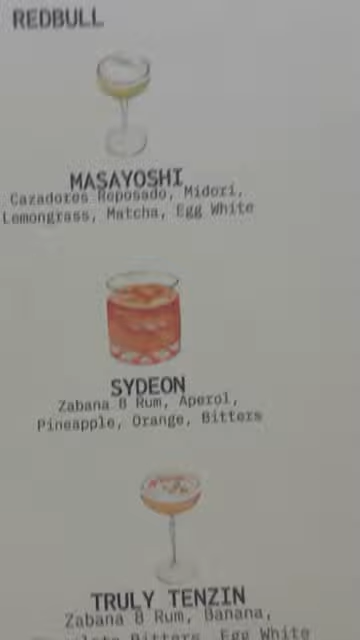 REDBULL
MASAYOSHI
Cazadores Reposado, Midori,
Lemongrass, Matcha, Egg White
SYDEON
Zabana 8 Rum, Aperol,
Pineapple, Orange, Bitters
TRULY TENZIN
Zabana 8 Rum, Banana,
Bitters, Egg White